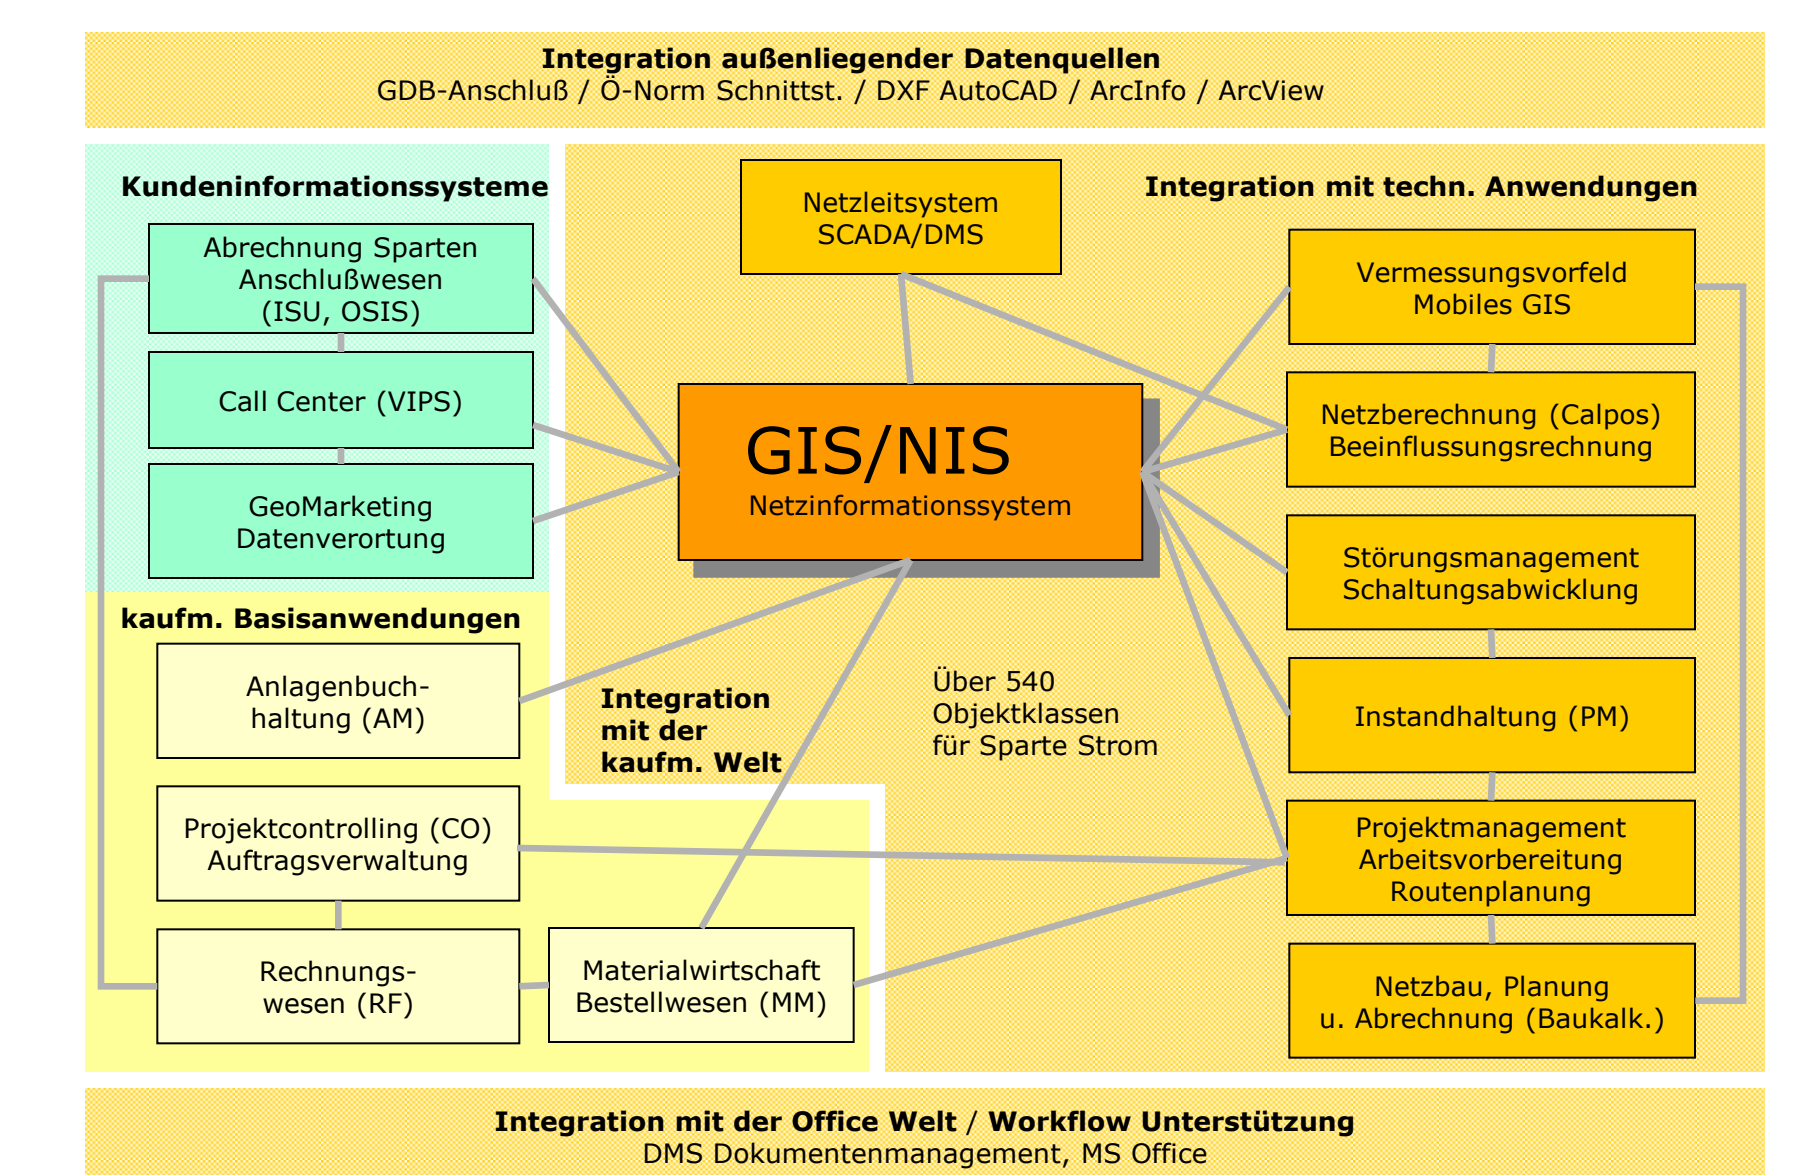 Integration außenliegender Datenquellen
GDB-Anschluß / Ö-Norm Schnittst. / DXF AutoCAD / ArcInfo / ArcView
Kundeninformationssysteme
Abrechnung Sparten
Anschlußwesen
(ISU, OSIS)
Call Center (VIPS)
GeoMarketing
Datenverortung
kaufm. Basisanwendungen
Anlagenbuch-
haltung (AM)
Projektcontrolling (CO)
Auftragsverwaltung
Rechnungs-
wesen (RF)
Materialwirtschaft
Bestellwesen (MM)
Netzleitsystem
SCADA/DMS
GIS/NIS
Netzinformationssystem
Integration
mit der
kaufm. Welt
Über 540
Objektklassen
für Sparte Strom
Integration mit techn. Anwendungen
Vermessungsvorfeld
Mobiles GIS
Netzberechnung (Calpos)
Beeinflussungsrechnung
Störungsmanagement
Schaltungsabwicklung
Instandhaltung (PM)
Projektmanagement
Arbeitsvorbereitung
Routenplanung
Netzbau, Planung
u. Abrechnung (Baukalk.)
Integration mit der Office Welt / Workflow Unterstützung
DMS Dokumentenmanagement, MS Office